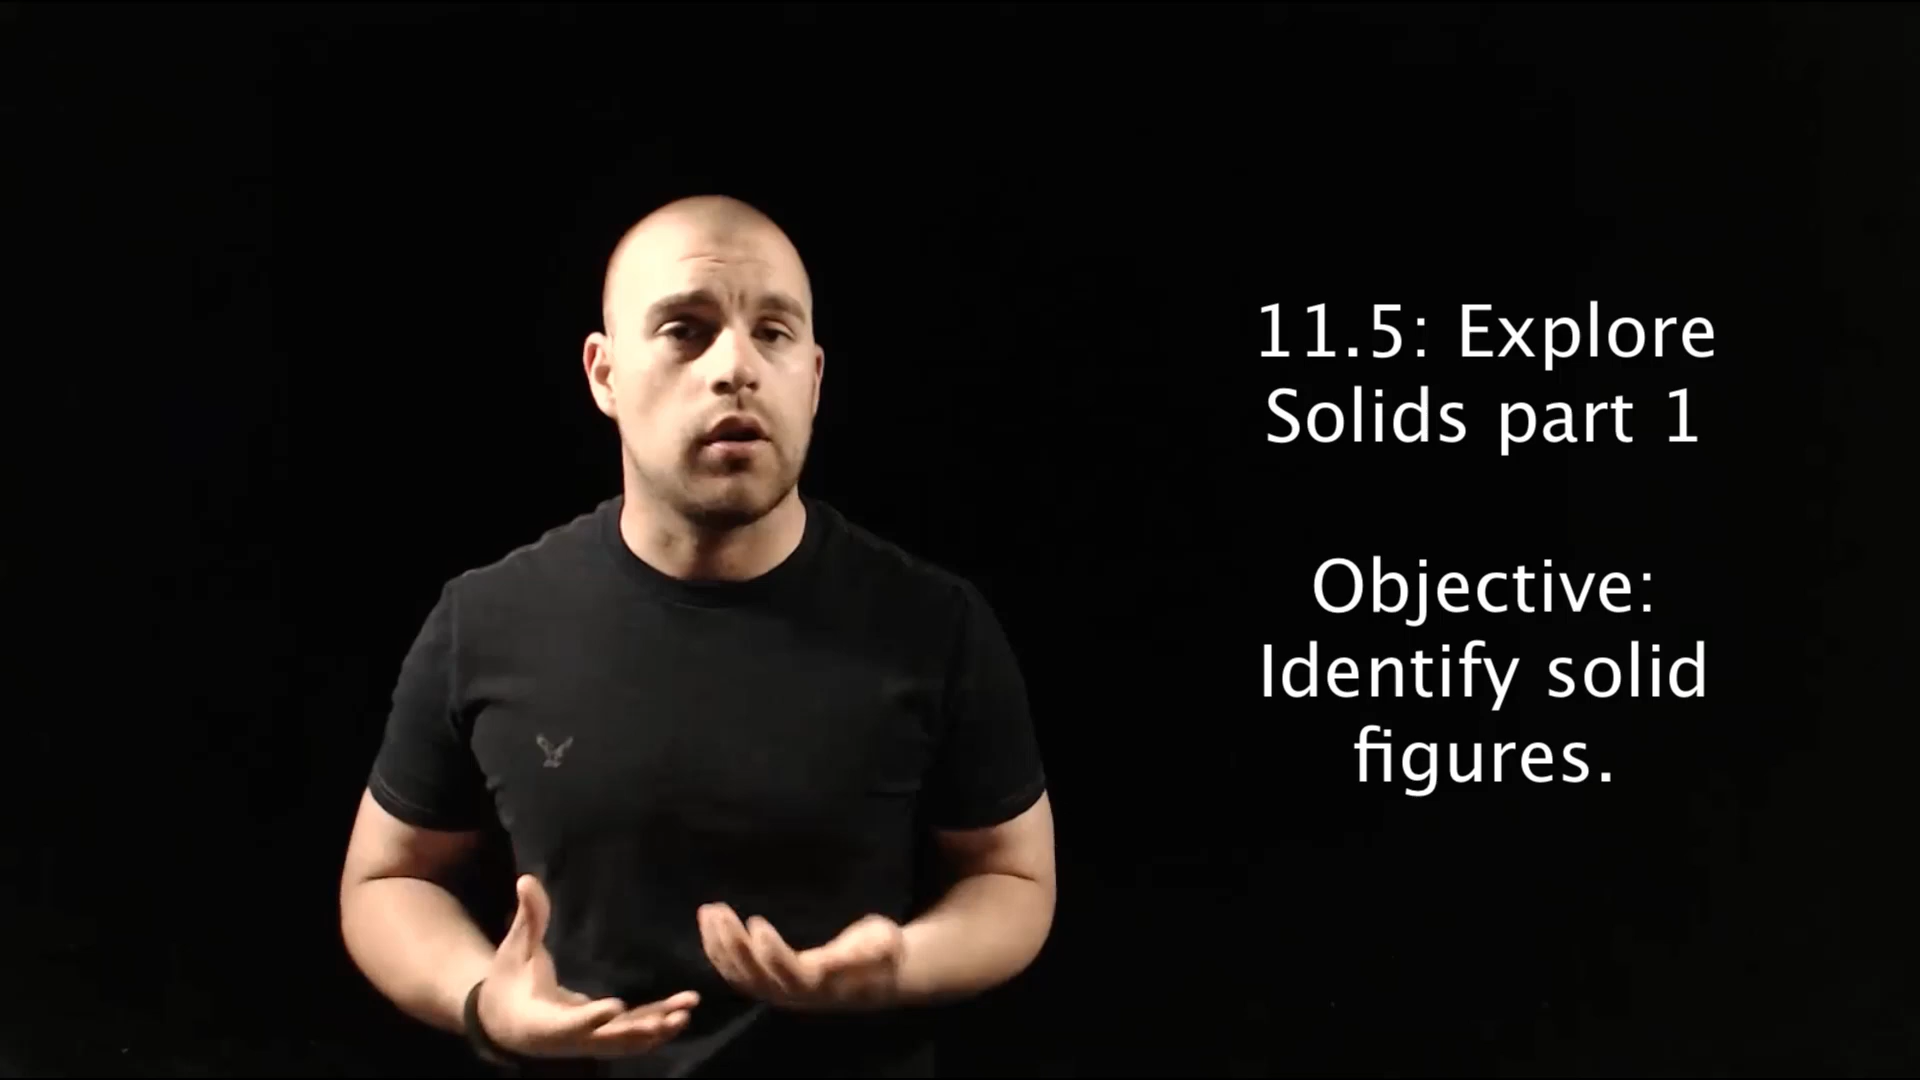 11.5: Explore
Solids part 1
Objective:
Identify solid
figures.